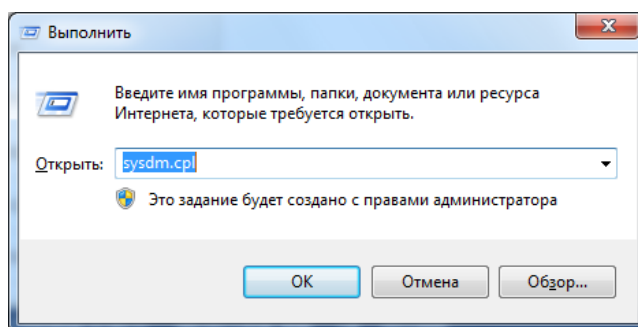 Выполнить
Введите имя программы, папки, документа или ресурса
Интернета, которые требуется открыть.
Открыть: sysdm.cpl
Это задание будет создано с правами администратора
ОК Отмена Обзор...